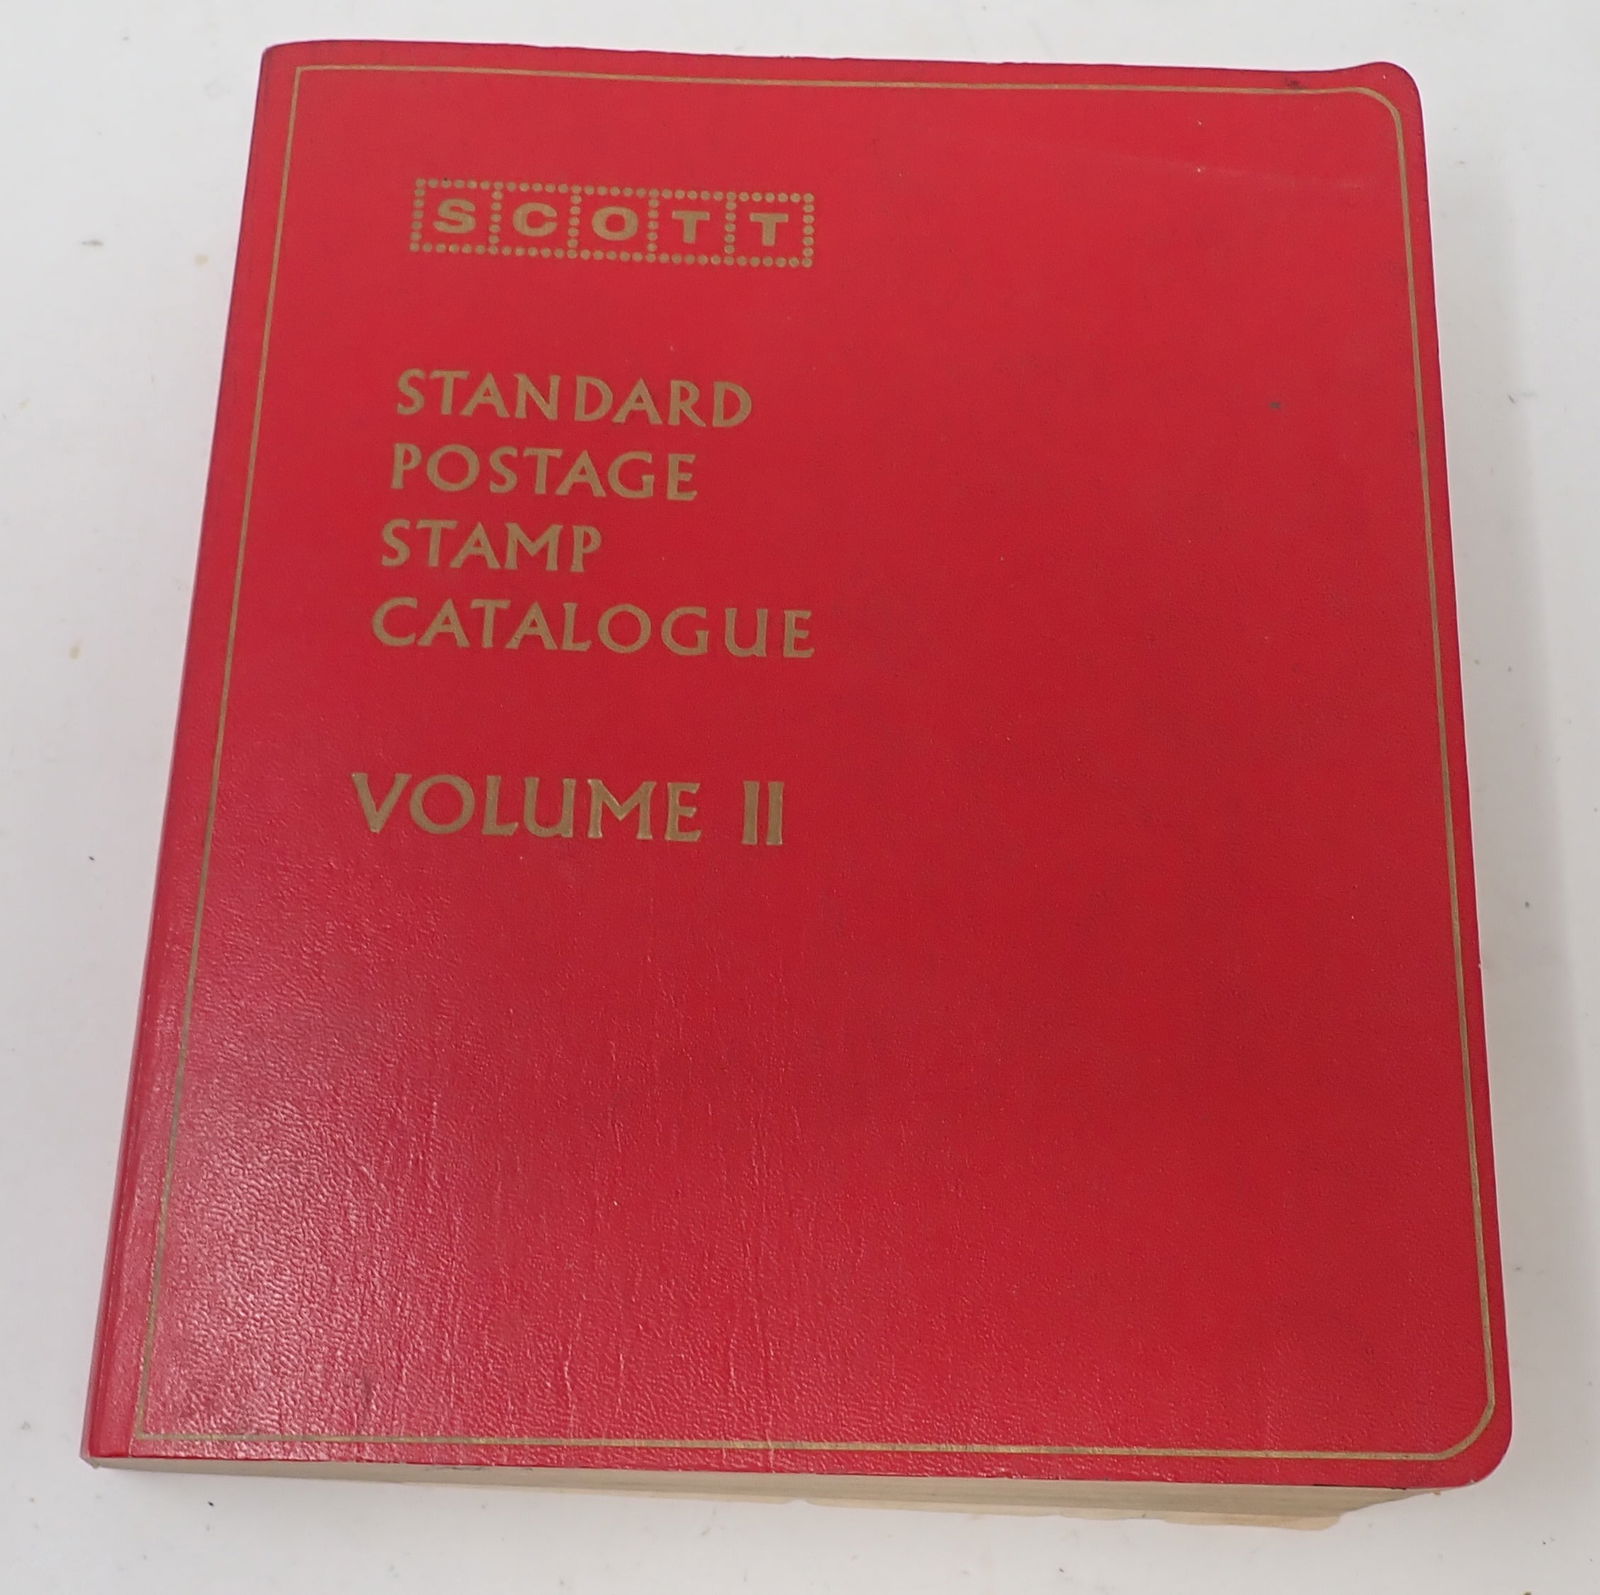 SCOTT
STANDARD
POSTAGE
STAMP
CATALOGUE
VOLUME II